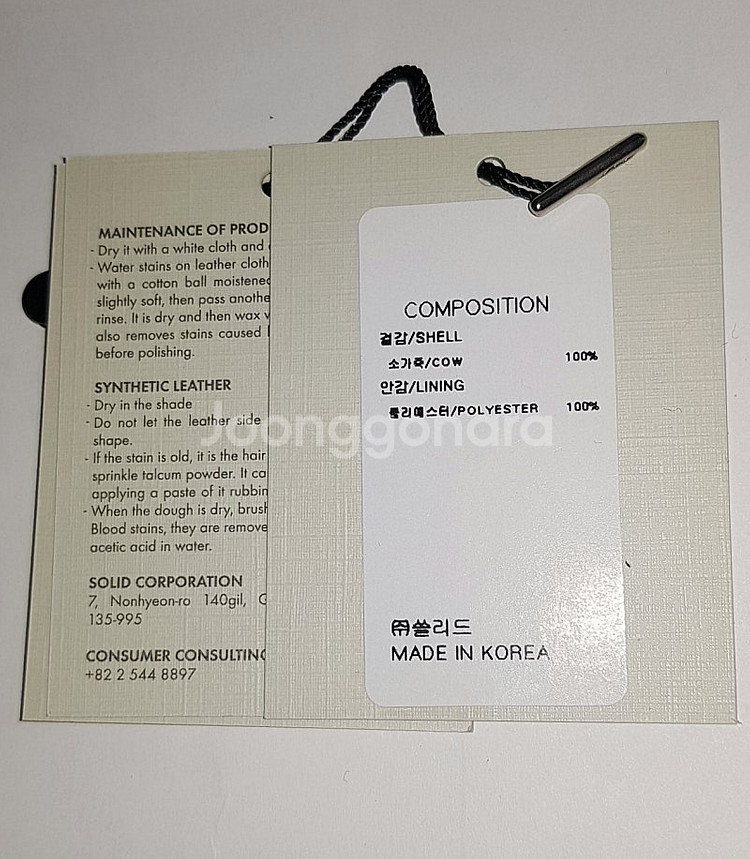 MAINTENANCE OF PROD
- Dry it with a white cloth and
- Water stains on leather cloth
with a cotton ball moistened
slightly soft, then pass anothe
rinse. It is dry and then wax
also removes stains caused
before polishing.
SYNTHETIC LEATHER
- Dry in the shade
- Do not let the leather side
shape.
- If the stain is old, it is the hair
sprinkle talcum powder. It ca
applying a paste of it rubbin
- When the dough is dry, brush
Blood stains, they are remove
acetic acid in water.
SOLID CORPORATION
7, Nonhyeon-ro 140gil,
135-995
CONSUMER CONSULTING
+82 2 544 8897
COMPOSITION
겉감/SHELL
소가죽/COW 100%
안감/LINING
폴리에스터/POLYESTER 100%
㈜쏠리드
MADE IN KOREA
Joonggonara